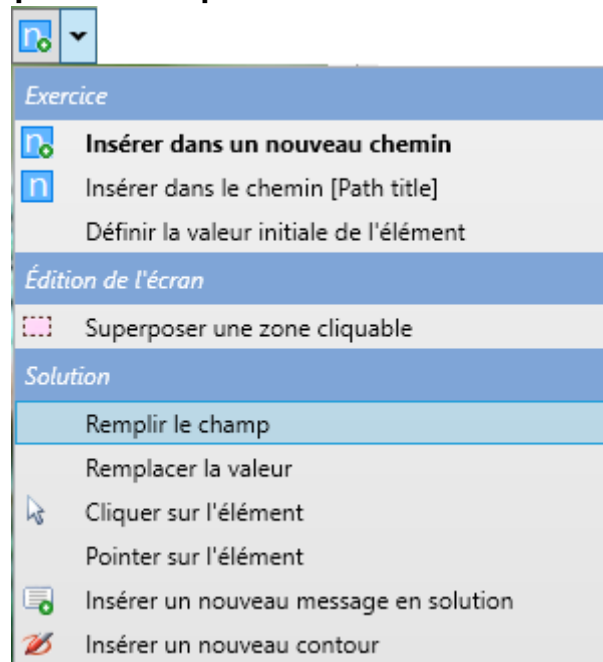 n
Exercice
n Insérer dans un nouveau chemin
n Insérer dans le chemin [Path title]
Définir la valeur initiale de l'élément
Édition de l'écran
Superposer une zone cliquable
Solution
Remplir le champ
Remplacer la valeur
Cliquer sur l'élément
Pointer sur l'élément
Insérer un nouveau message en solution
Insérer un nouveau contour